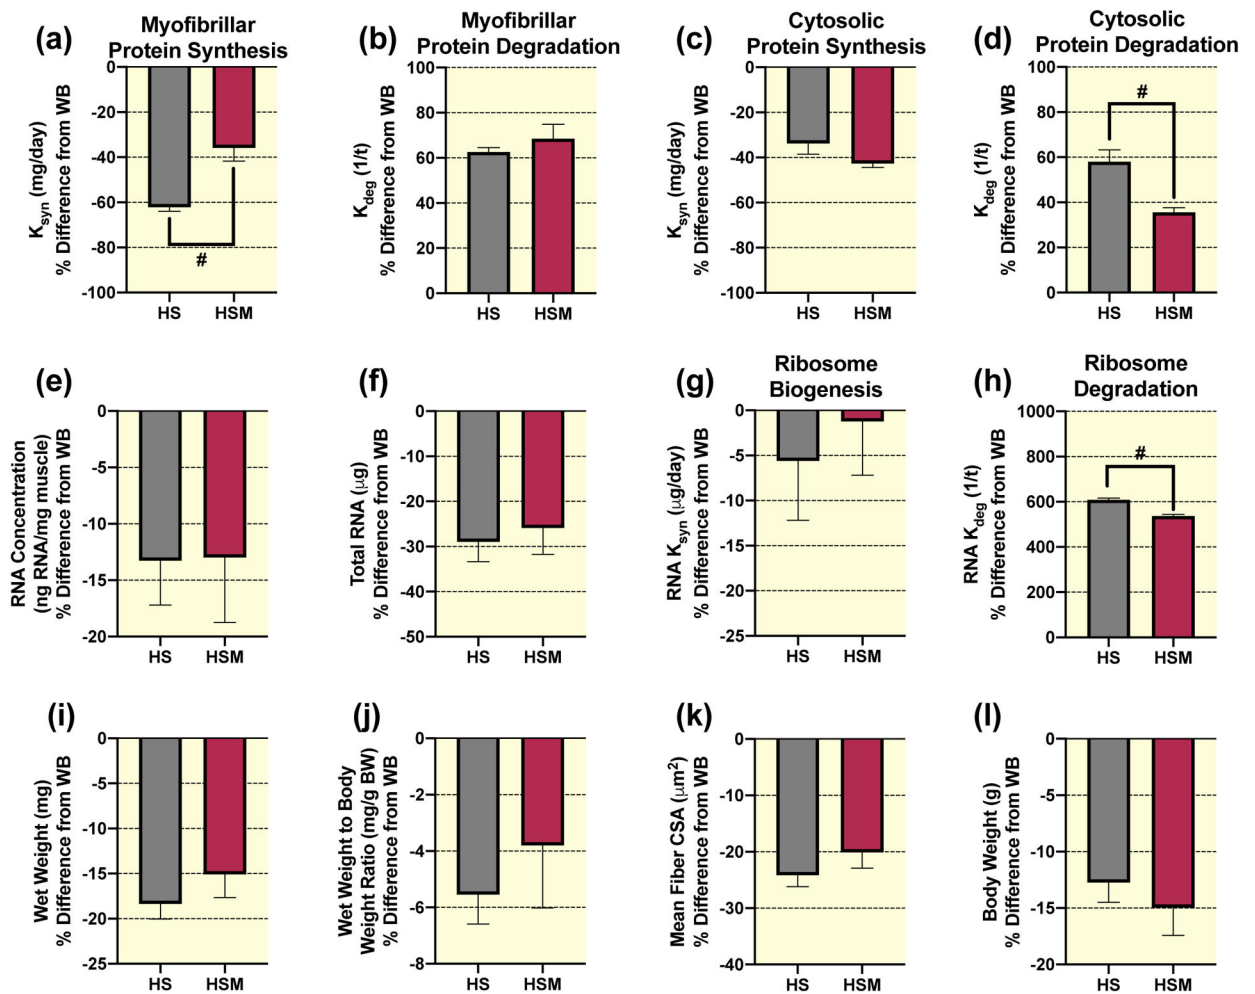 (a)
Myofibrillar
Protein Synthesis
K_syn (mg/day)
% Difference from WB
0
-20
-40
-60
-80
-100
#
HS
HSM
(b)
Myofibrillar
Protein Degradation
K_deg (1/t)
% Difference from WB
100
80
60
40
20
0
HS
HSM
(c)
Cytosolic
Protein Synthesis
K_syn (mg/day)
% Difference from WB
0
-20
-40
-60
-80
-100
HS
HSM
(d)
Cytosolic
Protein Degradation
K_deg (1/t)
% Difference from WB
100
80
60
40
20
0
#
HS
HSM
(e)
RNA Concentration
(ng RNA/mg muscle)
% Difference from WB
0
-5
-10
-15
-20
HS
HSM
(f)
Total RNA (μg)
% Difference from WB
0
-10
-20
-30
-40
-50
HS
HSM
(g)
Ribosome
Biogenesis
RNA K_syn (μg/day)
% Difference from WB
0
-5
-10
-15
-20
-25
HS
HSM
(h)
Ribosome
Degradation
RNA K_deg (1/t)
% Difference from WB
1000
800
600
400
200
0
#
HS
HSM
(i)
Wet Weight (mg)
% Difference from WB
0
-5
-10
-15
-20
-25
HS
HSM
(j)
Wet Weight to Body
Weight Ratio (mg/g BW)
% Difference from WB
0
-2
-4
-6
-8
HS
HSM
(k)
Mean Fiber CSA (μm²)
% Difference from WB
0
-10
-20
-30
-40
HS
HSM
(l)
Body Weight (g)
% Difference from WB
0
-5
-10
-15
-20
HS
HSM